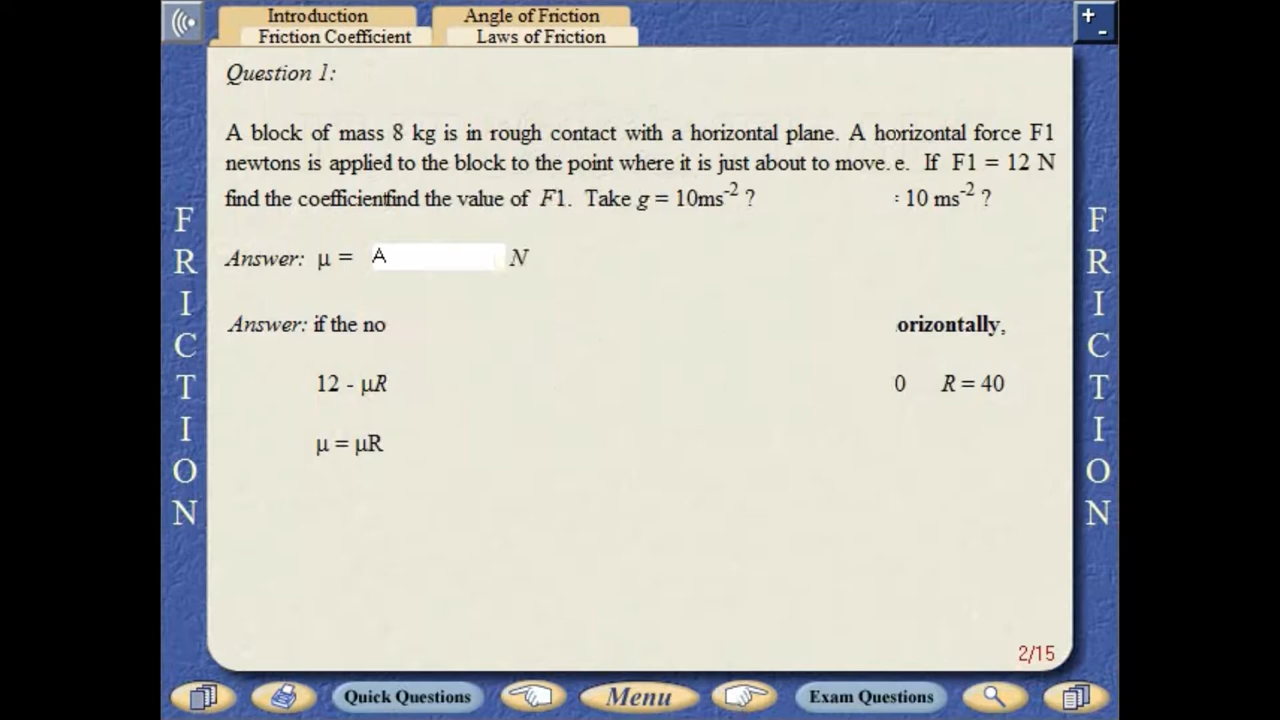 Introduction
Friction Coefficient
Angle of Friction
Laws of Friction
+
-
Question 1:
A block of mass 8 kg is in rough contact with a horizontal plane. A horizontal force F1
newtons is applied to the block to the point where it is just about to move. e. If F1 = 12 N
find the coefficientfind the value of F1. Take g = 10ms-2 ? : 10 ms-2 ?
Answer: μ = A N
Answer: if the no orizontally,
12 - μR 0 R = 40
μ = μR
FRICTION
FRICTION
2/15
Quick Questions
Menu
Exam Questions